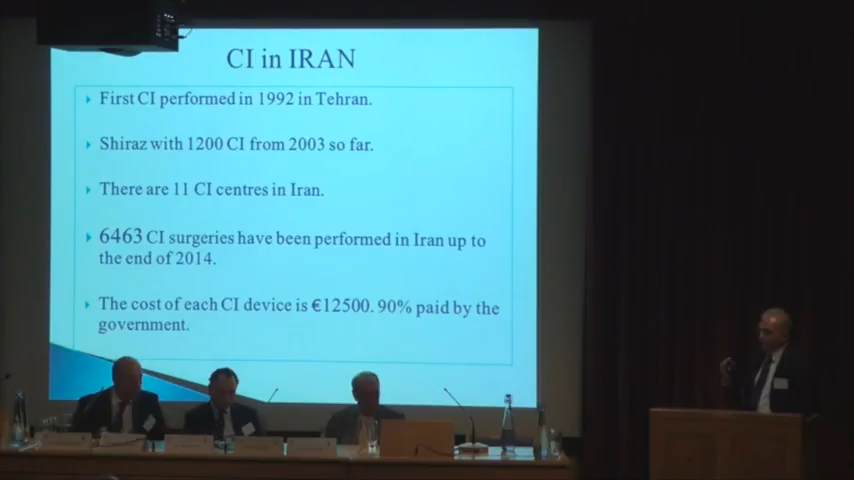 CI in IRAN
First CI performed in 1992 in Tehran.
Shiraz with 1200 CI from 2003 so far.
There are 11 CI centres in Iran.
6463 CI surgeries have been performed in Iran up to
the end of 2014.
The cost of each CI device is €12500. 90% paid by the
government.